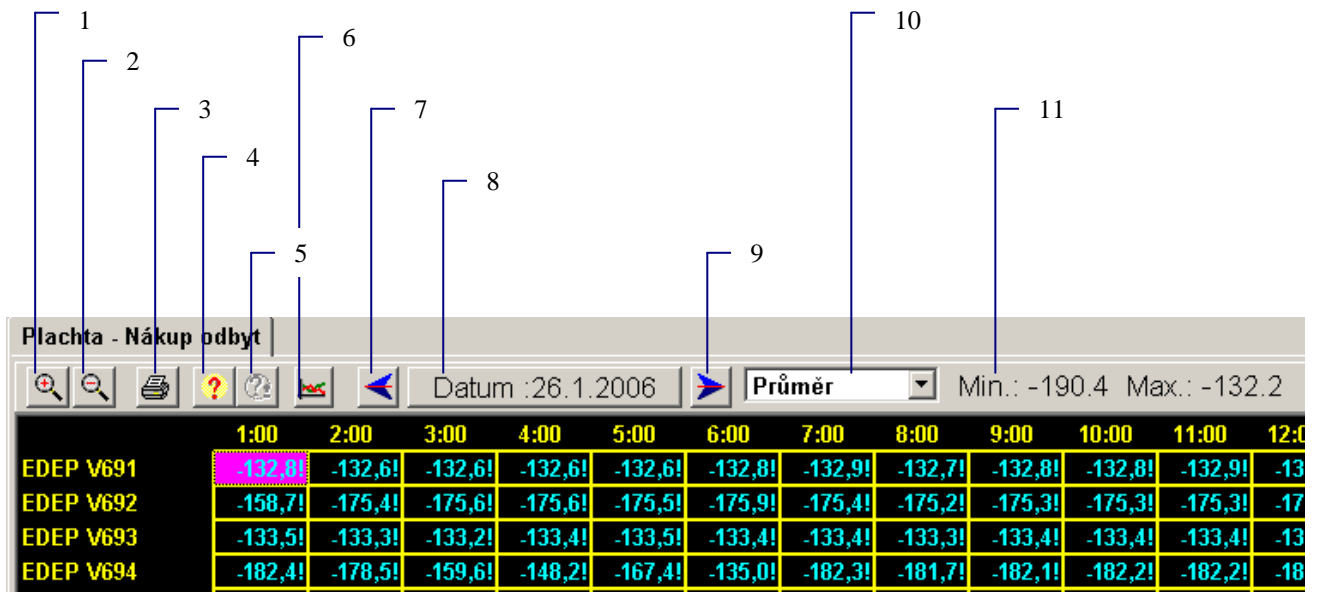 1 10
6
2
3 7 11
4
8
5 9
Plachta - Nákup odbyt
Datum :26.1.2006 Průměr Min.: -190.4 Max.: -132.2
1:00 2:00 3:00 4:00 5:00 6:00 7:00 8:00 9:00 10:00 11:00
EDEP V691 -132,8! -132,6! -132,6! -132,6! -132,6! -132,8! -132,9! -132,7! -132,8! -132,8! -132,9!
EDEP V692 -158,7! -175,4! -175,6! -175,6! -175,5! -175,9! -175,4! -175,2! -175,3! -175,3! -175,3!
EDEP V693 -133,5! -133,3! -133,2! -133,4! -133,5! -133,4! -133,4! -133,3! -133,4! -133,4! -133,4!
EDEP V694 -182,4! -178,5! -159,6! -148,2! -167,4! -135,0! -182,3! -181,7! -182,1! -182,2! -182,2!